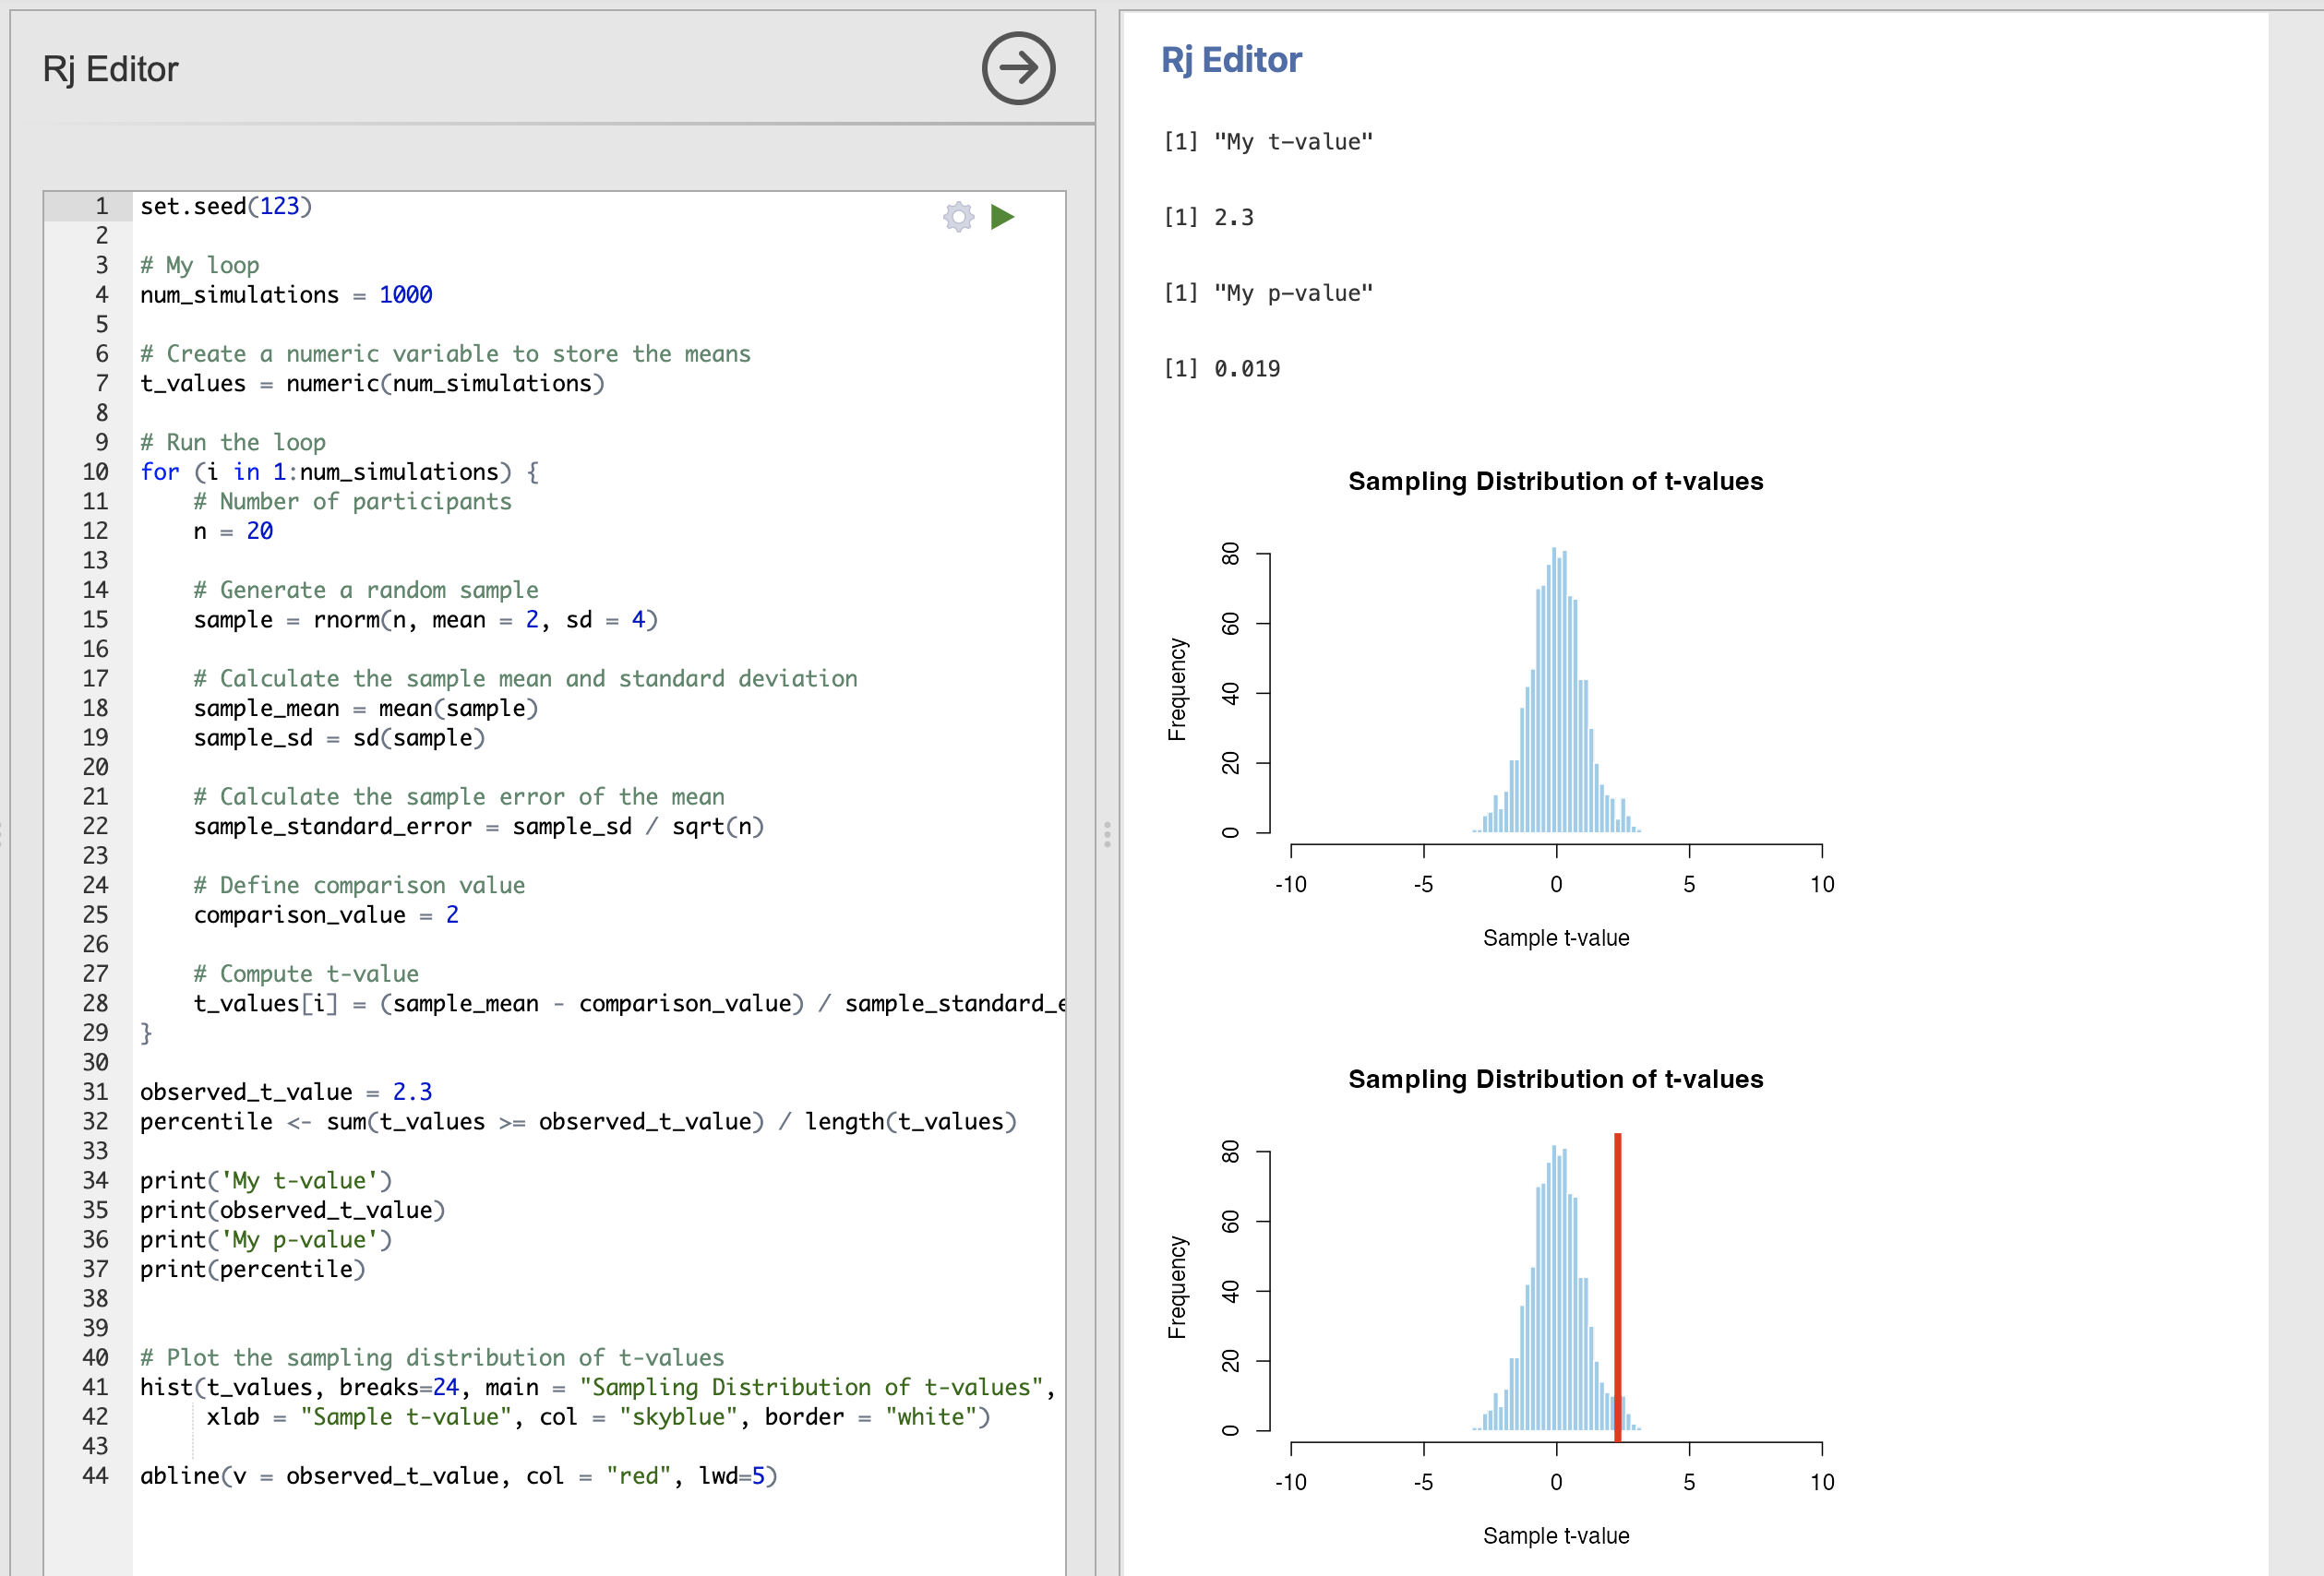 Rj Editor
1 set.seed(123)
2
3 # My loop
4 num_simulations = 1000
5
6 # Create a numeric variable to store the means
7 t_values = numeric(num_simulations)
8
9 # Run the loop
10 for (i in 1:num_simulations) {
11     # Number of participants
12     n = 20
13
14     # Generate a random sample
15     sample = rnorm(n, mean = 2, sd = 4)
16
17     # Calculate the sample mean and standard deviation
18     sample_mean = mean(sample)
19     sample_sd = sd(sample)
20
21     # Calculate the sample error of the mean
22     sample_standard_error = sample_sd / sqrt(n)
23
24     # Define comparison value
25     comparison_value = 2
26
27     # Compute t-value
28     t_values[i] = (sample_mean - comparison_value) / sample_standard_e
29 }
30
31 observed_t_value = 2.3
32 percentile <- sum(t_values >= observed_t_value) / length(t_values)
33
34 print('My t-value')
35 print(observed_t_value)
36 print('My p-value')
37 print(percentile)
38
39
40 # Plot the sampling distribution of t-values
41 hist(t_values, breaks=24, main = "Sampling Distribution of t-values",
42      xlab = "Sample t-value", col = "skyblue", border = "white")
43
44 abline(v = observed_t_value, col = "red", lwd=5)
Rj Editor
[1] "My t-value"
[1] 2.3
[1] "My p-value"
[1] 0.019
Sampling Distribution of t-values
Frequency
80
60
40
20
0
-10 -5 0 5 10
Sample t-value
Sampling Distribution of t-values
Frequency
80
60
40
20
0
-10 -5 0 5 10
Sample t-value